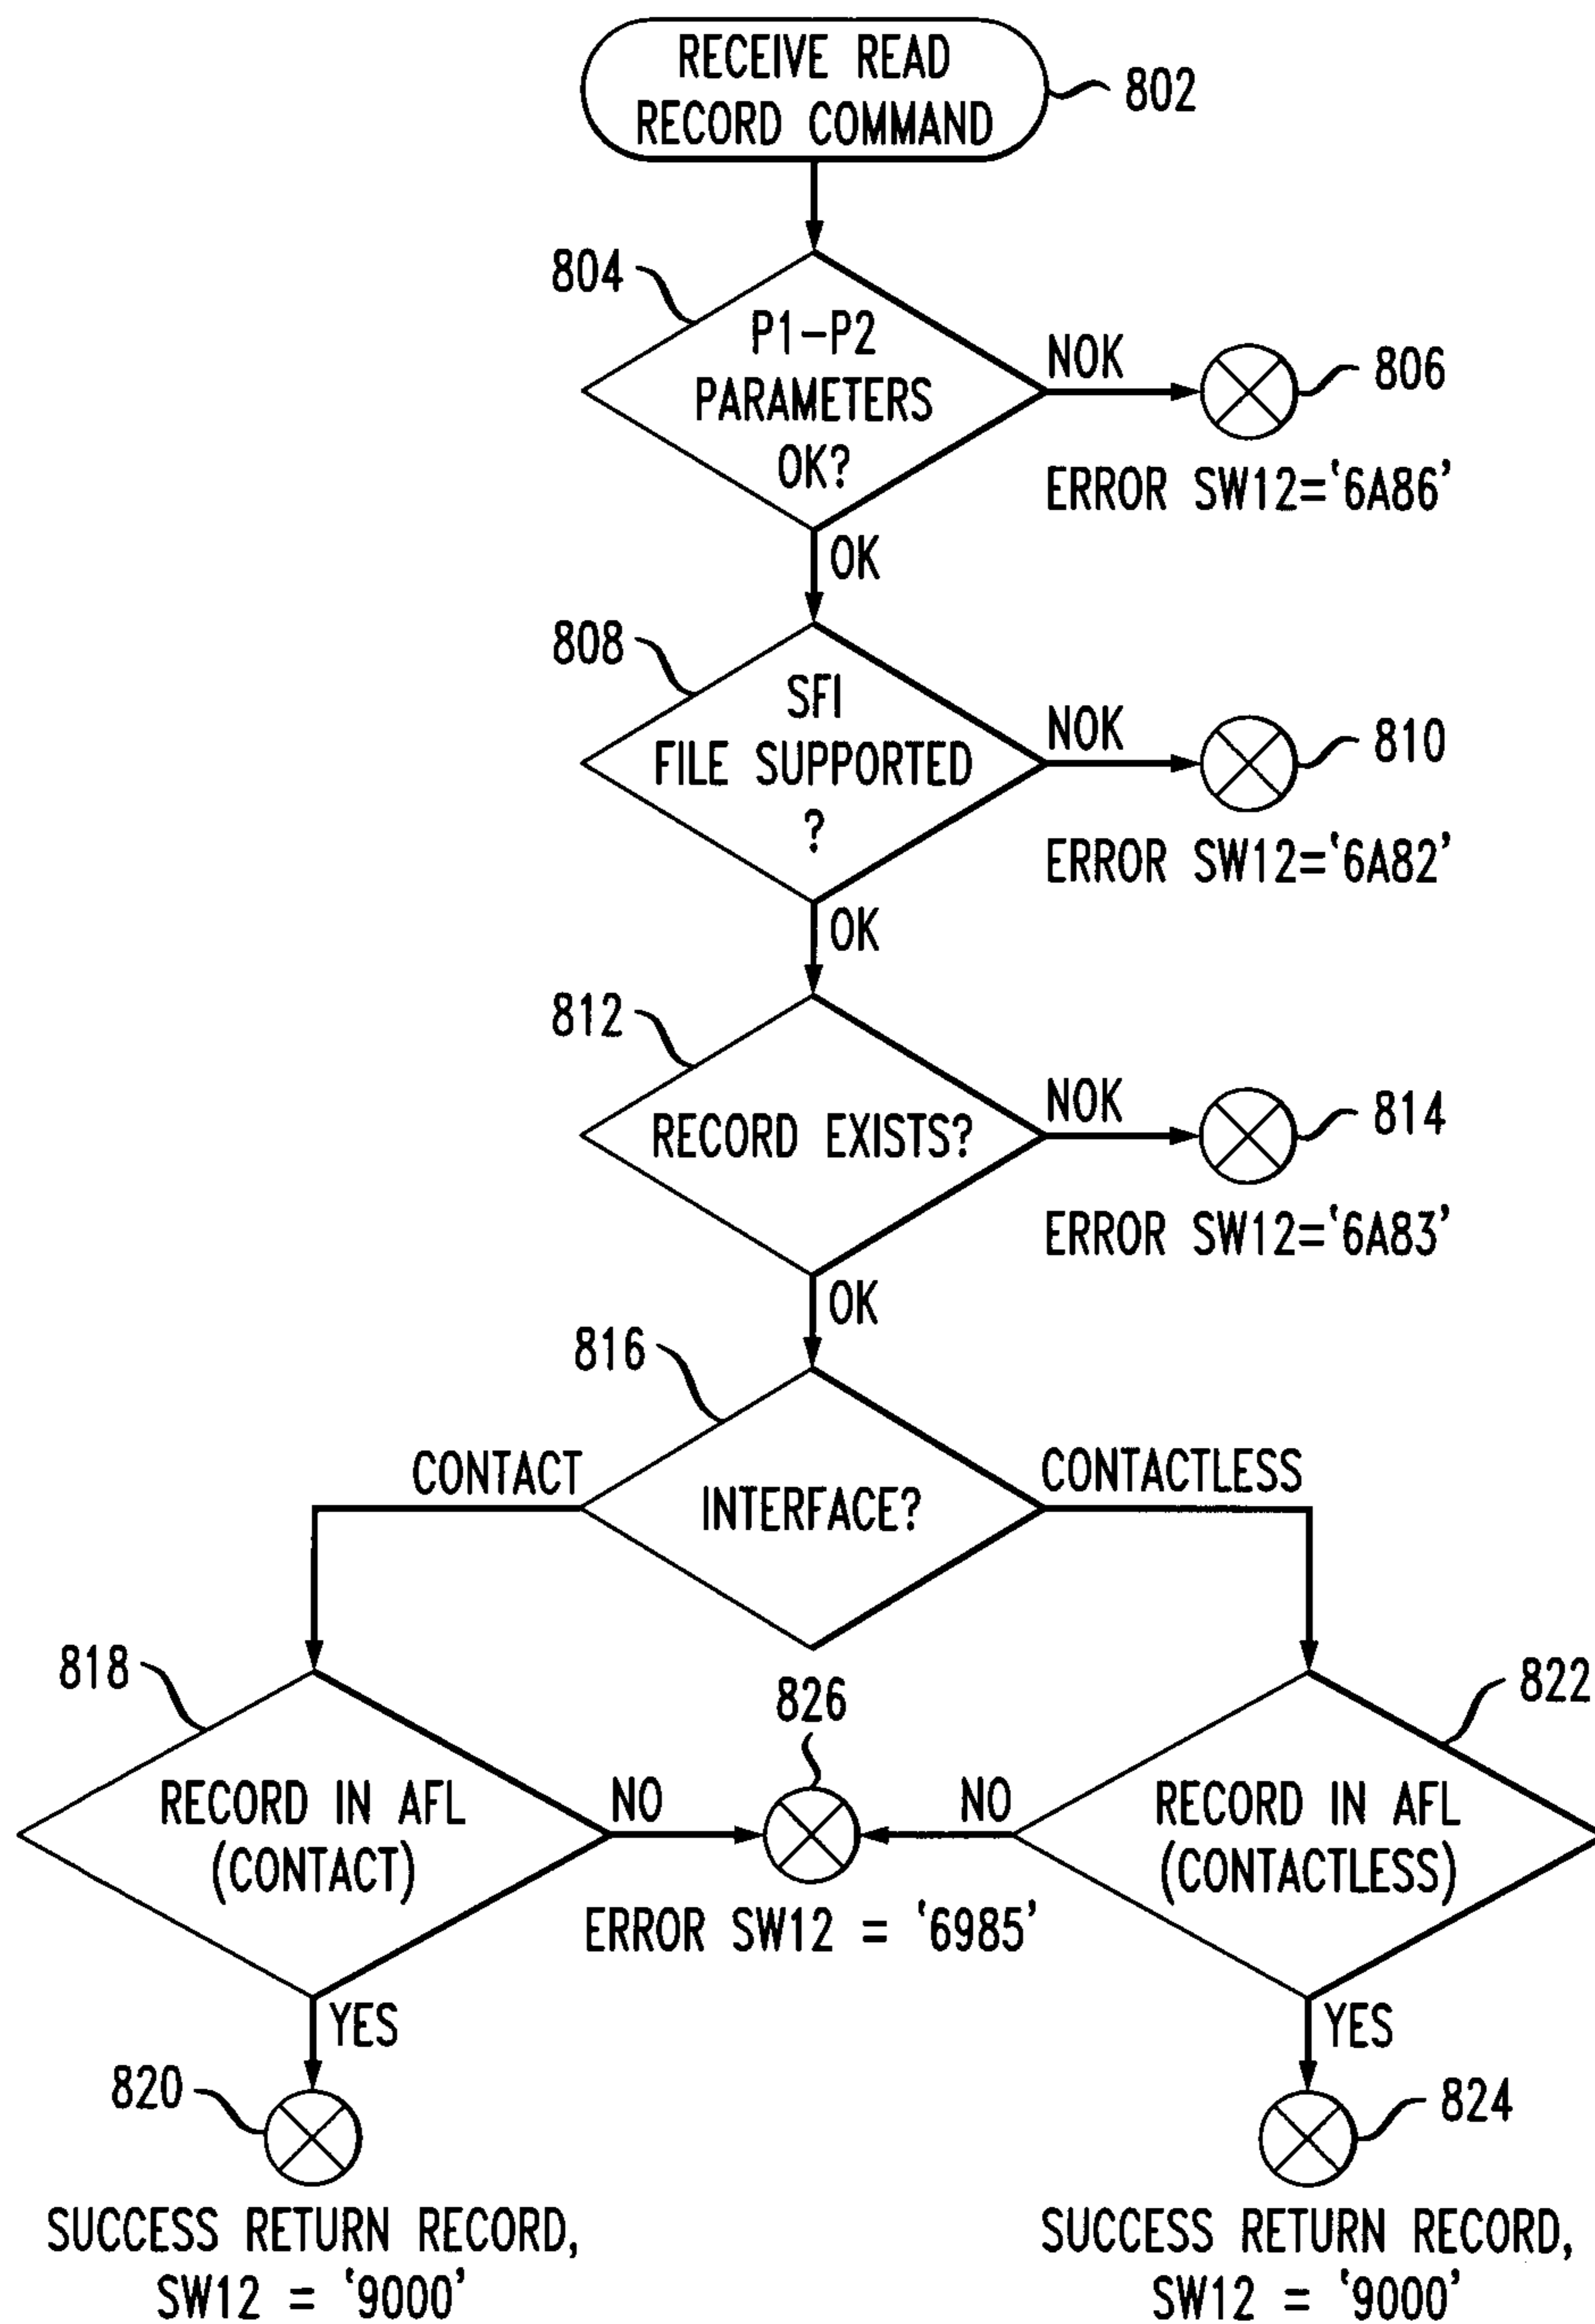 RECEIVE READ
RECORD COMMAND
802
804
P1-P2
PARAMETERS
OK?
NOK
806
ERROR SW12='6A86'
OK
808
SFI
FILE SUPPORTED
?
NOK
810
ERROR SW12='6A82'
OK
812
RECORD EXISTS?
NOK
814
ERROR SW12='6A83'
OK
816
CONTACT
INTERFACE?
CONTACTLESS
818
826
822
RECORD IN AFL
(CONTACT)
NO
NO
RECORD IN AFL
(CONTACTLESS)
ERROR SW12 = '6985'
YES
YES
820
824
SUCCESS RETURN RECORD,
SW12 = '9000'
SUCCESS RETURN RECORD,
SW12 = '9000'